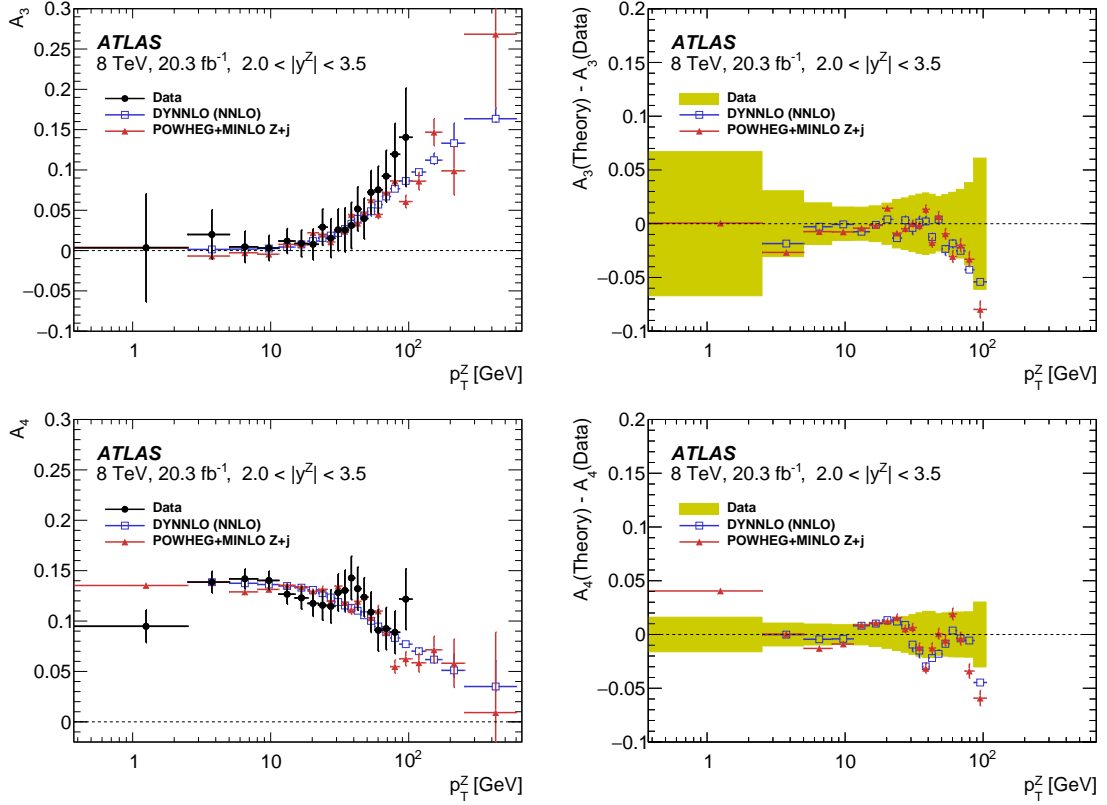 A₃
0.3
0.25
0.2
0.15
0.1
0.05
0
−0.05
−0.1
ATLAS
8 TeV, 20.3 fb⁻¹, 2.0 < |yᶻ| < 3.5
Data
DYNNLO (NNLO)
POWHEG+MINLO Z+j
1
10
10²
p_T^Z [GeV]
A₃(Theory) - A₃(Data)
0.2
0.15
0.1
0.05
0
−0.05
−0.1
ATLAS
8 TeV, 20.3 fb⁻¹, 2.0 < |yᶻ| < 3.5
Data
DYNNLO (NNLO)
POWHEG+MINLO Z+j
1
10
10²
p_T^Z [GeV]
A₄
0.3
0.25
0.2
0.15
0.1
0.05
0
ATLAS
8 TeV, 20.3 fb⁻¹, 2.0 < |yᶻ| < 3.5
Data
DYNNLO (NNLO)
POWHEG+MINLO Z+j
1
10
10²
p_T^Z [GeV]
A₄(Theory) - A₄(Data)
0.2
0.15
0.1
0.05
0
−0.05
−0.1
ATLAS
8 TeV, 20.3 fb⁻¹, 2.0 < |yᶻ| < 3.5
Data
DYNNLO (NNLO)
POWHEG+MINLO Z+j
1
10
10²
p_T^Z [GeV]